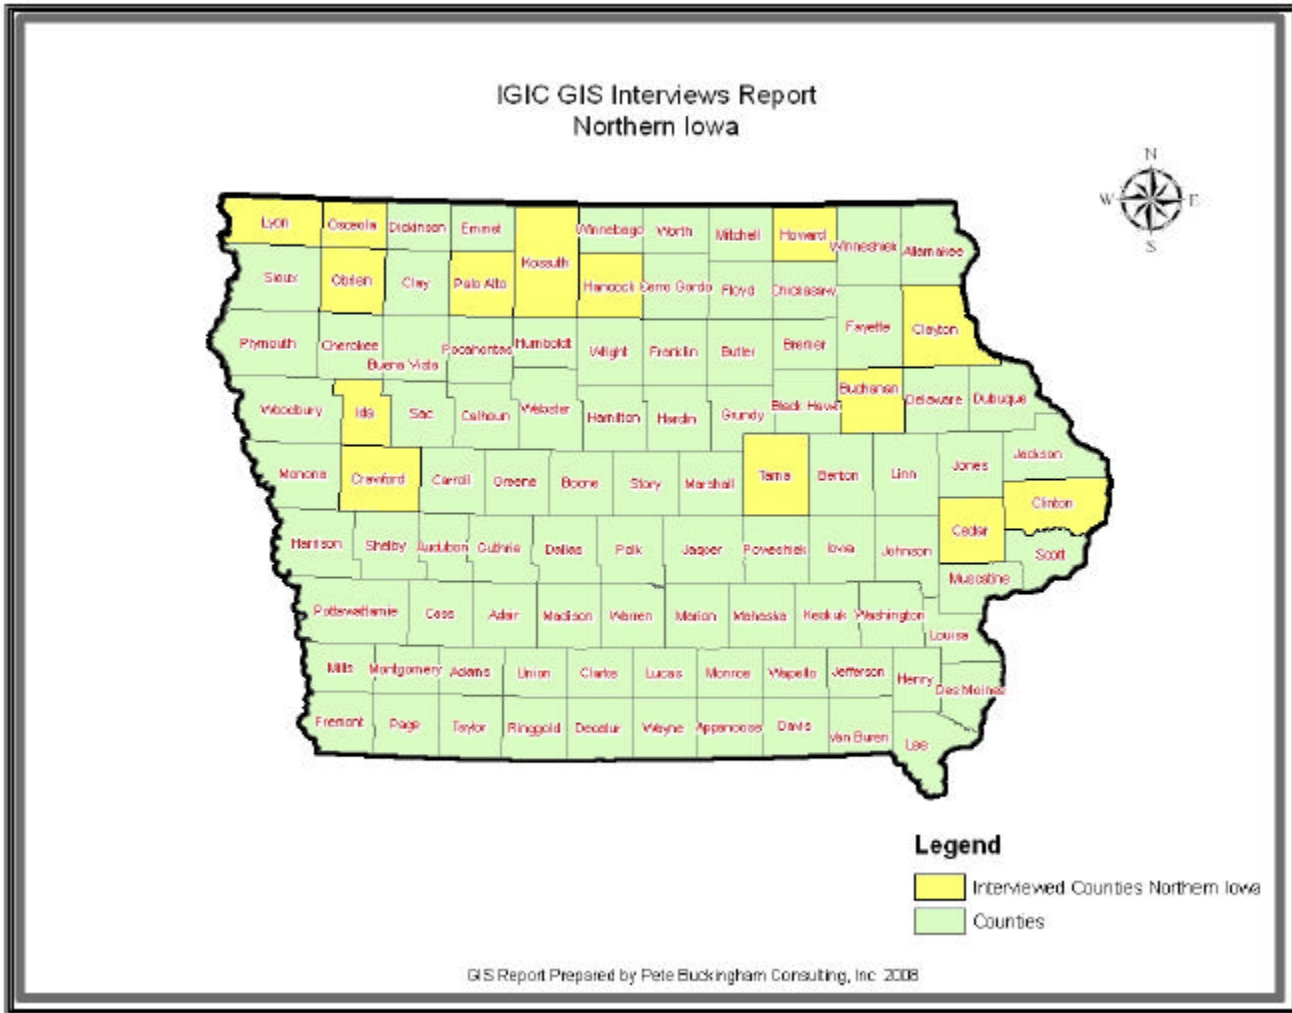 IGIC GIS Interviews Report
Northern Iowa
N
W E
S
Lyon Osceola Dickinson Emmet Kossuth Winnebago Worth Mitchell Howard Winneshiek Allamakee
Sioux Obrien Clay Palo Alto Hancock Cerro Gordo Floyd Chickasaw Fayette Clayton
Plymouth Cherokee Buena Vista Pocahontas Humboldt Wright Franklin Butler Bremer
Woodbury Ida Sac Calhoun Webster Hamilton Hardin Grundy Black Hawk Buchanan Delaware Dubuque
Monona Crawford Carroll Greene Boone Story Marshall Tama Benton Linn Jones Jackson
Clinton
Harrison Shelby Audubon Guthrie Dallas Polk Jasper Poweshiek Iowa Johnson Cedar Scott
Muscatine
Pottawattamie Cass Adair Madison Warren Marion Mahaska Keokuk Washington Louisa
Mills Montgomery Adams Union Clarke Lucas Monroe Wapello Jefferson Henry Des Moines
Fremont Page Taylor Ringgold Decatur Wayne Appanoose Davis Van Buren Lee
Legend
Interviewed Counties Northern Iowa
Counties
GIS Report Prepared by Pete Buckingham Consulting, Inc 2008